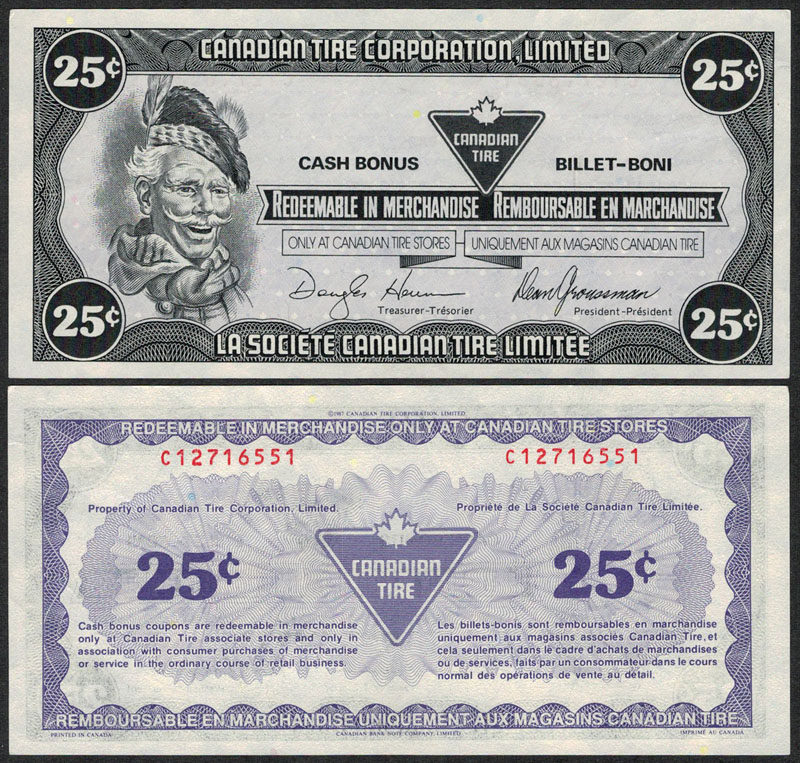 CANADIAN TIRE CORPORATION, LIMITED
25¢ 25¢
CANADIAN
TIRE
CASH BONUS BILLET-BONI
REDEEMABLE IN MERCHANDISE REMBOURSABLE EN MARCHANDISE
ONLY AT CANADIAN TIRE STORES UNIQUEMENT AUX MAGASINS CANADIAN TIRE
Dean Groussman
Treasurer-Trésorier President-Président
25¢ 25¢
LA SOCIÉTÉ CANADIAN TIRE LIMITÉE
©1987 CANADIAN TIRE CORPORATION, LIMITED
REDEEMABLE IN MERCHANDISE ONLY AT CANADIAN TIRE STORES
C12716551 C12716551
Property of Canadian Tire Corporation, Limited. Propriété de La Société Canadian Tire Limitée.
CANADIAN
TIRE
25¢ 25¢
Cash bonus coupons are redeemable in merchandise
only at Canadian Tire associate stores and only in
association with consumer purchases of merchandise
or service in the ordinary course of retail business.
Les billets-bonis sont remboursables en marchandise
uniquement aux magasins associés Canadian Tire, et
cela seulement dans le cadre d'achats de marchandises
ou de services, faits par un consommateur dans le cours
normal des opérations de vente au détail.
REMBOURSABLE EN MARCHANDISE UNIQUEMENT AUX MAGASINS CANADIAN TIRE
PRINTED IN CANADA CANADIAN BANK NOTE COMPANY, LIMITED IMPRIMÉ AU CANADA